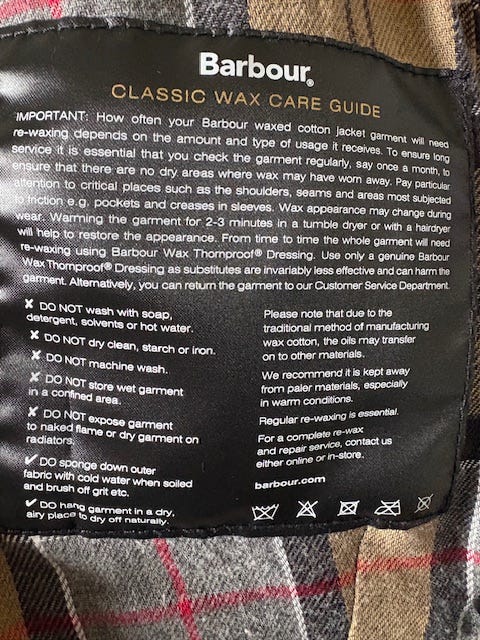 Barbour®
CLASSIC WAX CARE GUIDE
IMPORTANT: How often your Barbour waxed cotton jacket garment will need
re-waxing depends on the amount and type of usage it receives. To ensure long
service it is essential that you check the garment regularly, say once a month, to
ensure that there are no dry areas where wax may have worn away. Pay particular
attention to critical places such as the shoulders, seams and areas most subjected
to friction e.g. pockets and creases in sleeves. Wax appearance may change during
wear. Warming the garment for 2-3 minutes in a tumble dryer or with a hairdryer
will help to restore the appearance. From time to time the whole garment will need
re-waxing using Barbour Wax Thornproof® Dressing. Use only a genuine Barbour
Wax Thornproof® Dressing as substitutes are invariably less effective and can harm the
garment. Alternatively, you can return the garment to our Customer Service Department.
✘ DO NOT wash with soap,
detergent, solvents or hot water.
✘ DO NOT dry clean, starch or iron.
✘ DO NOT machine wash.
✘ DO NOT store wet garment
in a confined area.
✘ DO NOT expose garment
to naked flame or dry garment on
radiators.
✔ DO sponge down outer
fabric with cold water when soiled
and brush off grit etc.
✔ DO hang garment in a dry,
airy place to dry off naturally.
Please note that due to the
traditional method of manufacturing
wax cotton, the oils may transfer
on to other materials.
We recommend it is kept away
from paler materials, especially
in warm conditions.
Regular re-waxing is essential.
For a complete re-wax
and repair service, contact us
either online or in-store.
barbour.com